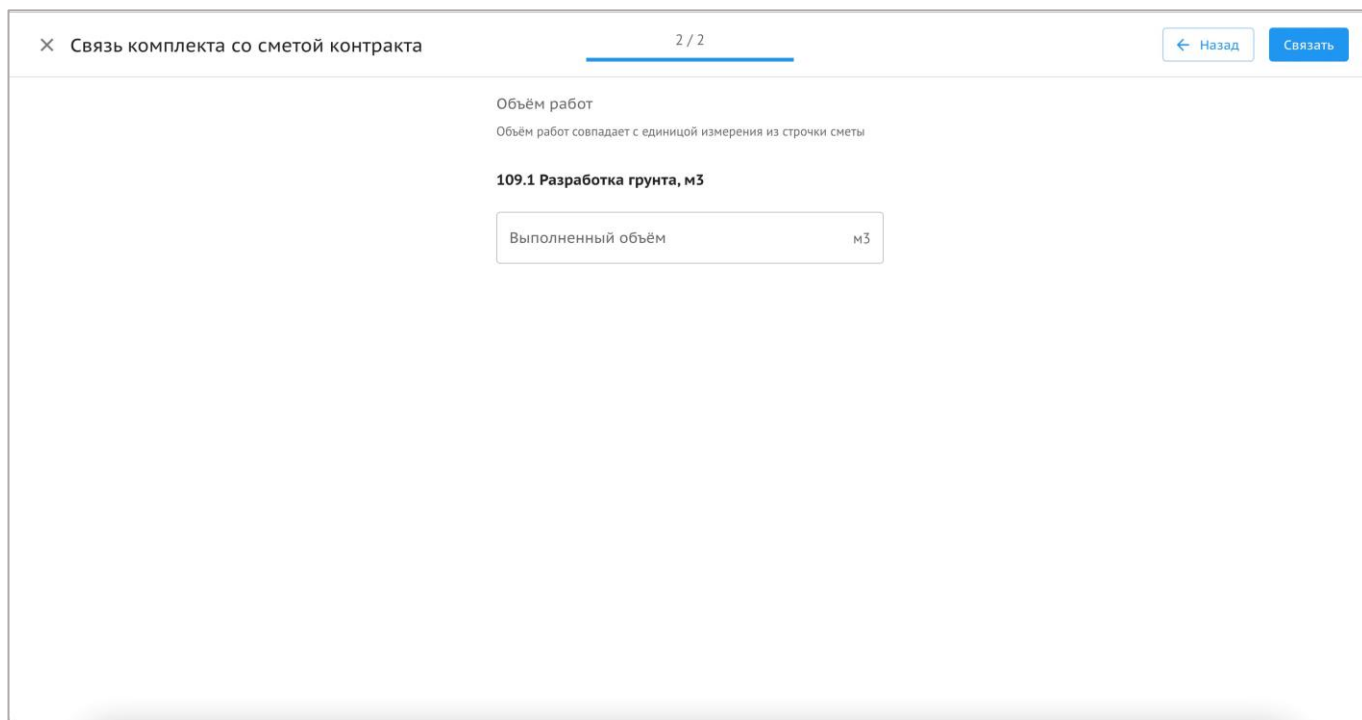 Связь комплекта со сметой контракта
2 / 2
Назад
Связать
Объём работ
Объём работ совпадает с единицей измерения из строчки сметы
109.1 Разработка грунта, м3
Выполненный объём м3